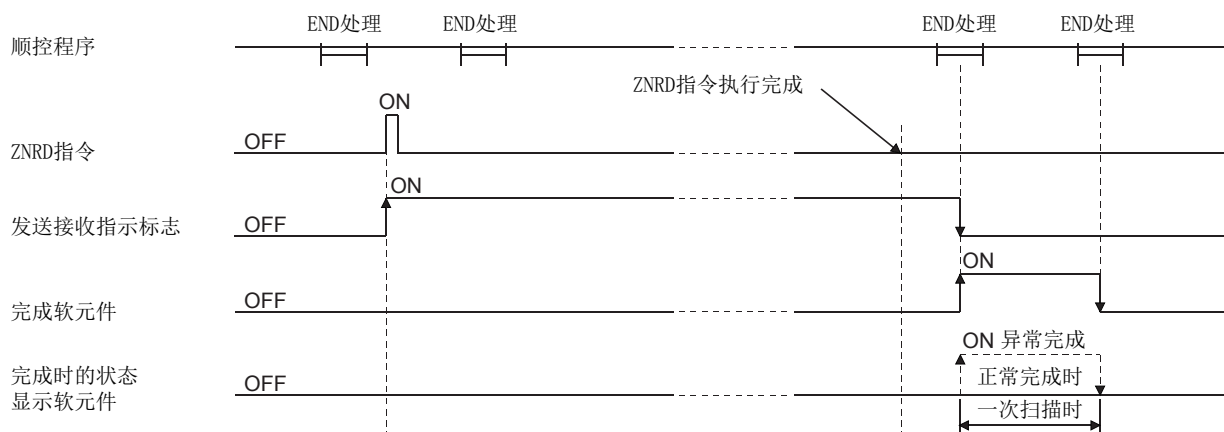 END处理
END处理
END处理
END处理
顺控程序
ZNRD指令执行完成
ON
ZNRD指令
OFF
ON
发送接收指示标志
OFF
ON
完成软元件
OFF
ON 异常完成
完成时的状态
显示软元件
OFF
正常完成时
一次扫描时